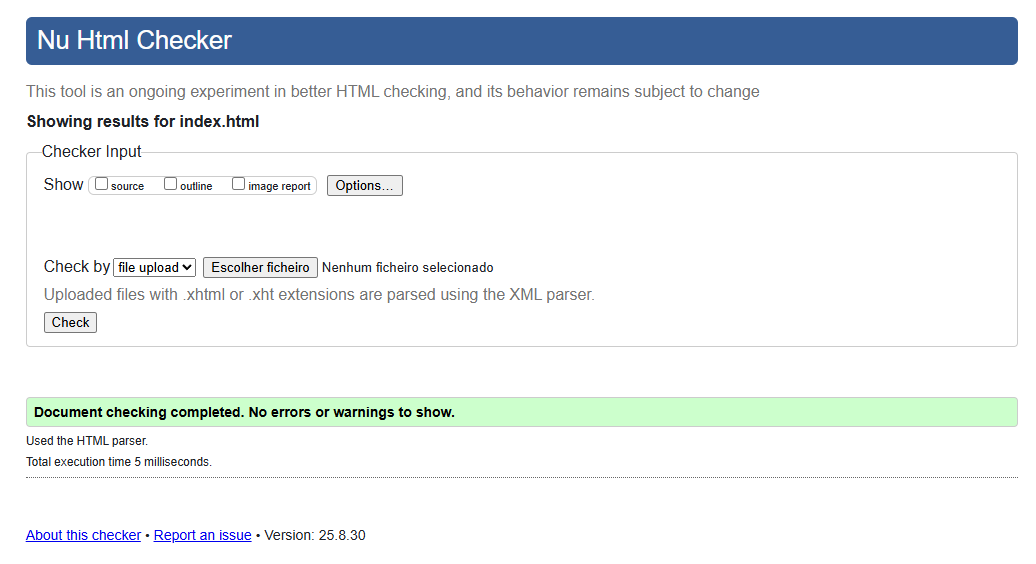 Nu Html Checker
This tool is an ongoing experiment in better HTML checking, and its behavior remains subject to change
Showing results for index.html
Checker Input
Show source outline image report Options...
Check by file upload Escolher ficheiro Nenhum ficheiro selecionado
Uploaded files with .xhtml or .xht extensions are parsed using the XML parser.
Check
Document checking completed. No errors or warnings to show.
Used the HTML parser.
Total execution time 5 milliseconds.
About this checker • Report an issue • Version: 25.8.30